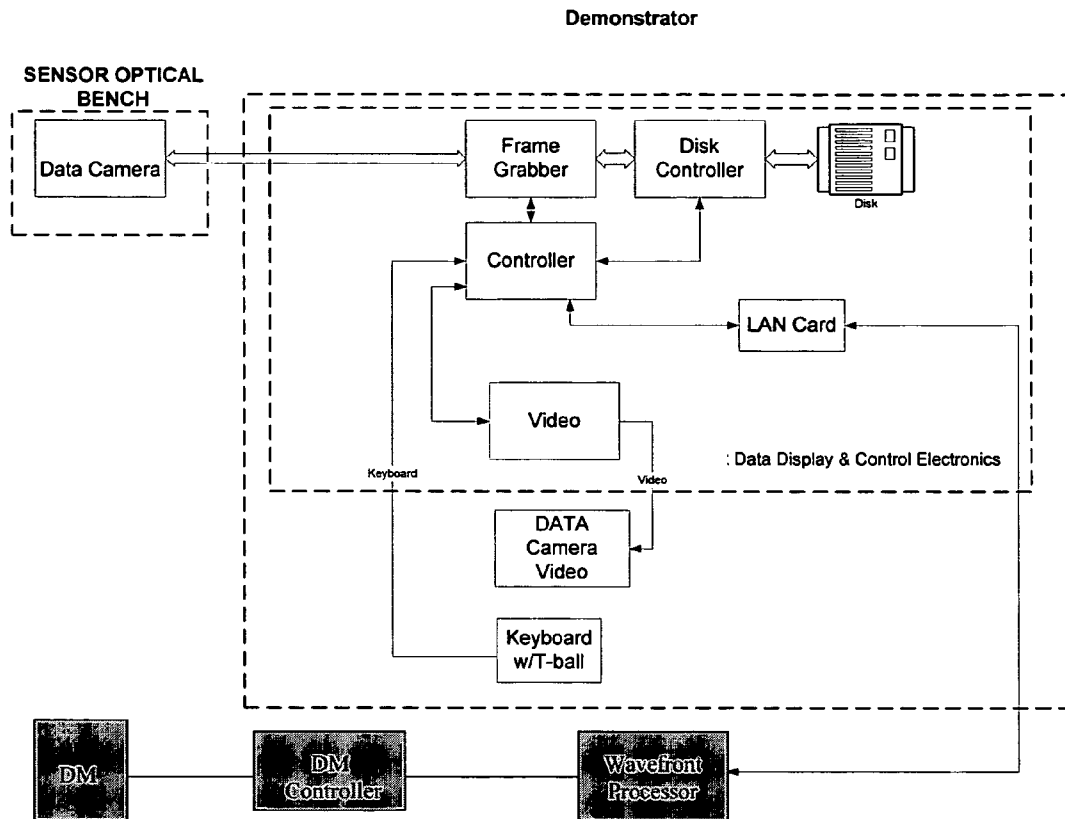 Demonstrator
SENSOR OPTICAL
BENCH
Data Camera
Frame
Grabber
Disk
Controller
Disk
Controller
LAN Card
Video
: Data Display & Control Electronics
Keyboard
Video
DATA
Camera
Video
Keyboard
w/T-ball
DM
DM
Controller
Wavefront
Processor